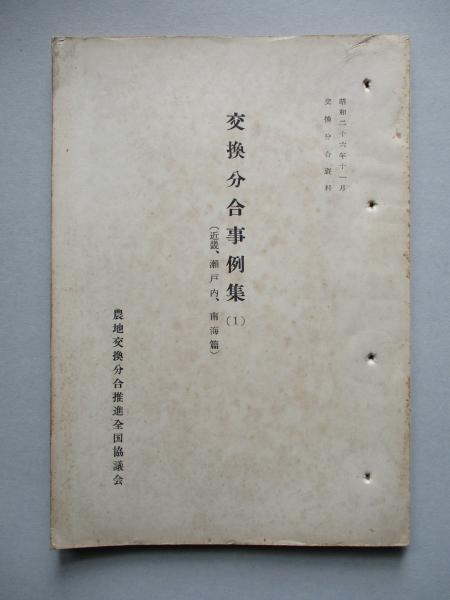 昭和二十六年十一月
交換分合資料
交換分合事例集(1)
(近畿、瀬戸内、南海篇)
農地交換分合推進全国協議会